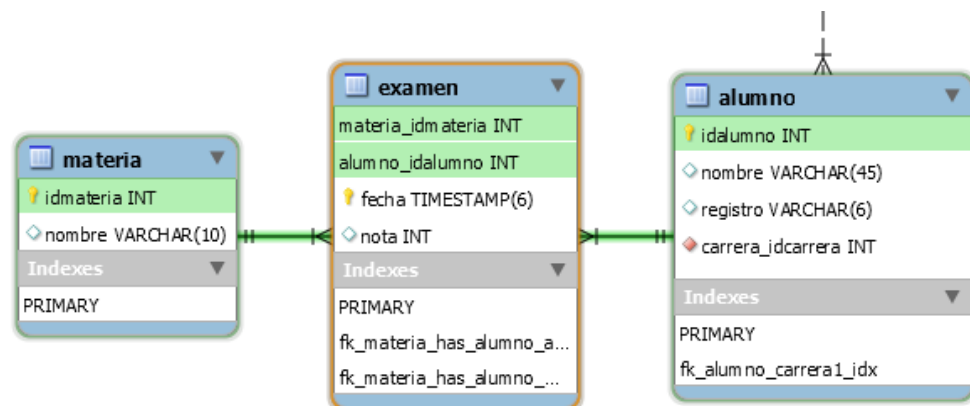 materia
idmateria INT
nombre VARCHAR(10)
Indexes
PRIMARY
examen
materia_idmateria INT
alumno_idalumno INT
fecha TIMESTAMP(6)
nota INT
Indexes
PRIMARY
fk_materia_has_alumno_a...
fk_materia_has_alumno_...
alumno
idalumno INT
nombre VARCHAR(45)
registro VARCHAR(6)
carrera_idcarrera INT
Indexes
PRIMARY
fk_alumno_carrera1_idx